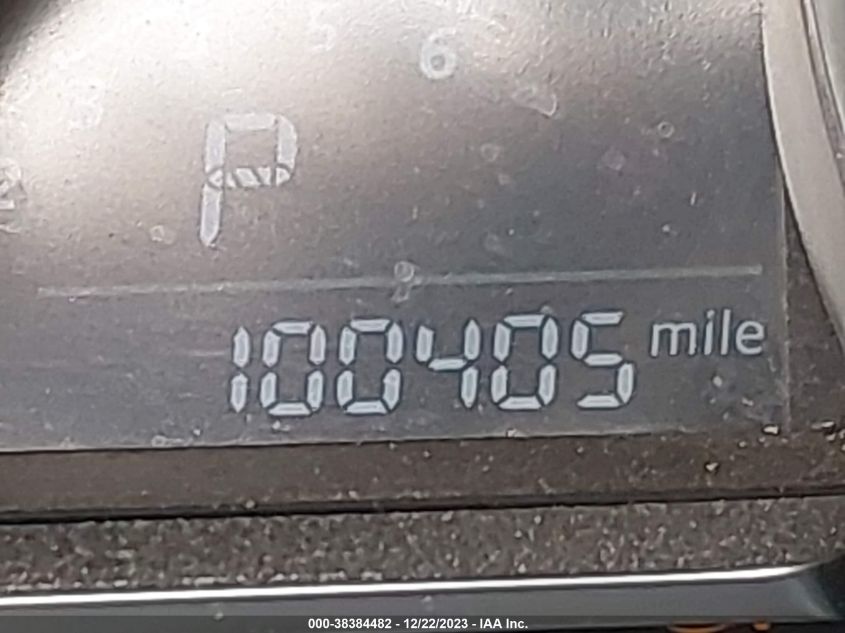 6
P
100405 mile
000-38384482 - 12/22/2023 - IAA Inc.